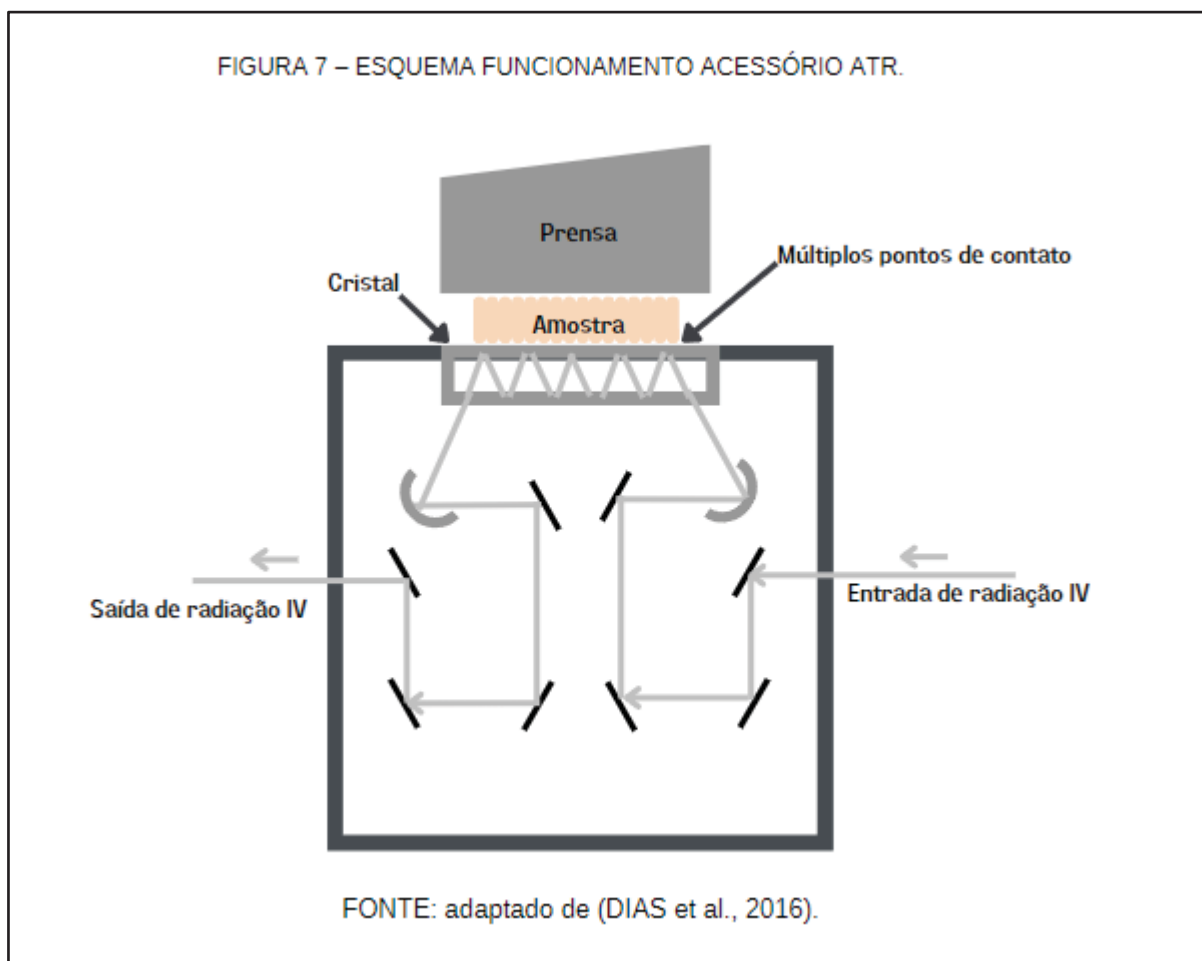 FIGURA 7 – ESQUEMA FUNCIONAMENTO ACESSÓRIO ATR.
Prensa
Múltiplos pontos de contato
Cristal
Amostra
Saída de radiação IV
Entrada de radiação IV
FONTE: adaptado de (DIAS et al., 2016).